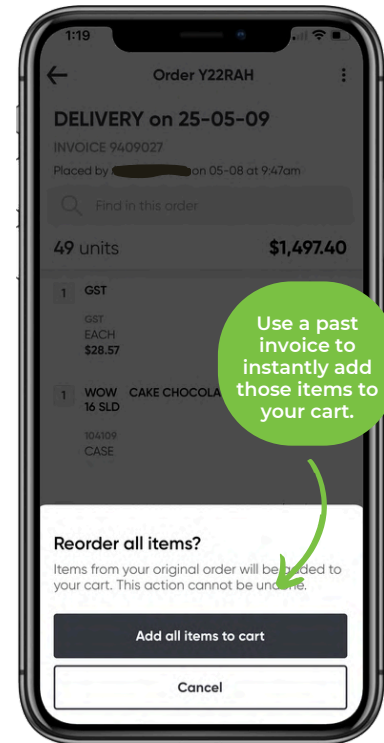 1:19
Order Y22RAH
DELIVERY on 25-05-09
INVOICE 9409027
Placed by on 05-08 at 9:47am
Find in this order
49 units $1,497.40
1 GST
GST
EACH
$28.57
Use a past
invoice to
instantly add
those items to
your cart.
1 WOW CAKE CHOCOLA
16 SLD
104109
CASE
Reorder all items?
Items from your original order will be added to
your cart. This action cannot be undone.
Add all items to cart
Cancel